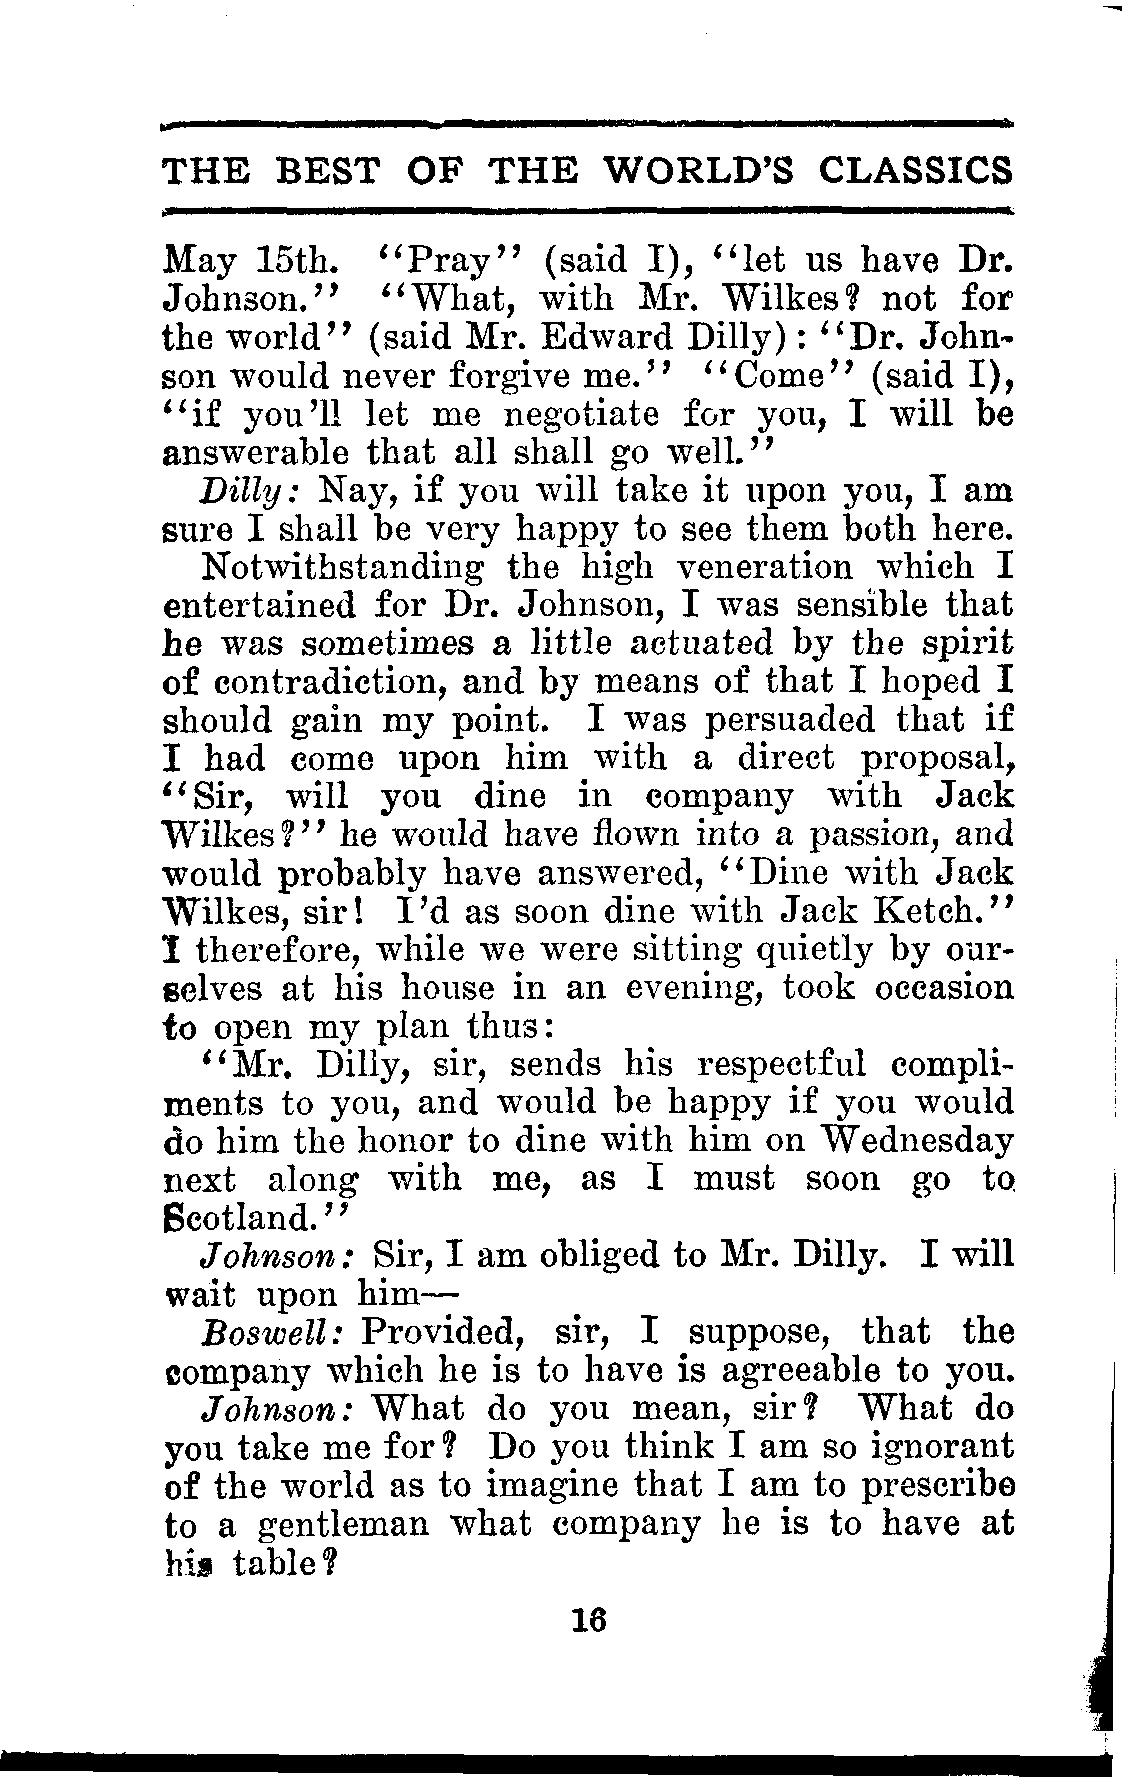 THE BEST OF THE WORLD'S CLASSICS
May 15th. "Pray" (said I), "let us have Dr.
Johnson." "What, with Mr. Wilkes? not for
the world" (said Mr. Edward Dilly): "Dr. John-
son would never forgive me." "Come" (said I),
"if you'll let me negotiate for you, I will be
answerable that all shall go well."
Dilly: Nay, if you will take it upon you, I am
sure I shall be very happy to see them both here.
Notwithstanding the high veneration which I
entertained for Dr. Johnson, I was sensible that
he was sometimes a little actuated by the spirit
of contradiction, and by means of that I hoped I
should gain my point. I was persuaded that if
I had come upon him with a direct proposal,
"Sir, will you dine in company with Jack
Wilkes?" he would have flown into a passion, and
would probably have answered, "Dine with Jack
Wilkes, sir! I'd as soon dine with Jack Ketch."
I therefore, while we were sitting quietly by our-
selves at his house in an evening, took occasion
to open my plan thus:
"Mr. Dilly, sir, sends his respectful compli-
ments to you, and would be happy if you would
do him the honor to dine with him on Wednesday
next along with me, as I must soon go to
Scotland."
Johnson: Sir, I am obliged to Mr. Dilly. I will
wait upon him—
Boswell: Provided, sir, I suppose, that the
company which he is to have is agreeable to you.
Johnson: What do you mean, sir? What do
you take me for? Do you think I am so ignorant
of the world as to imagine that I am to prescribe
to a gentleman what company he is to have at
his table?
16